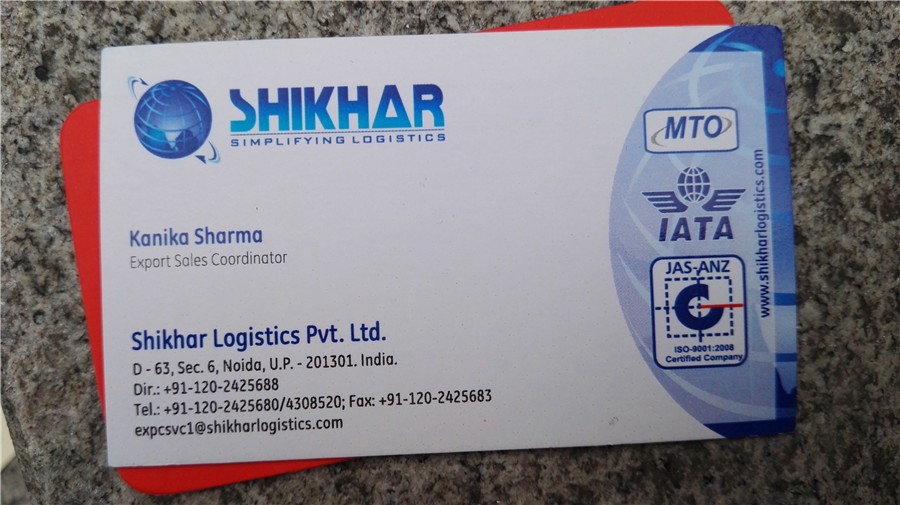 SHIKHAR
SIMPLIFYING LOGISTICS
Kanika Sharma
Export Sales Coordinator
Shikhar Logistics Pvt. Ltd.
D - 63, Sec. 6, Noida, U.P. - 201301. India.
Dir.: +91-120-2425688
Tel.: +91-120-2425680/4308520; Fax: +91-120-2425683
expcsvc1@shikharlogistics.com
MTO
IATA
JAS-ANZ
ISO-9001:2008
Certified Company
www.shikharlogistics.com